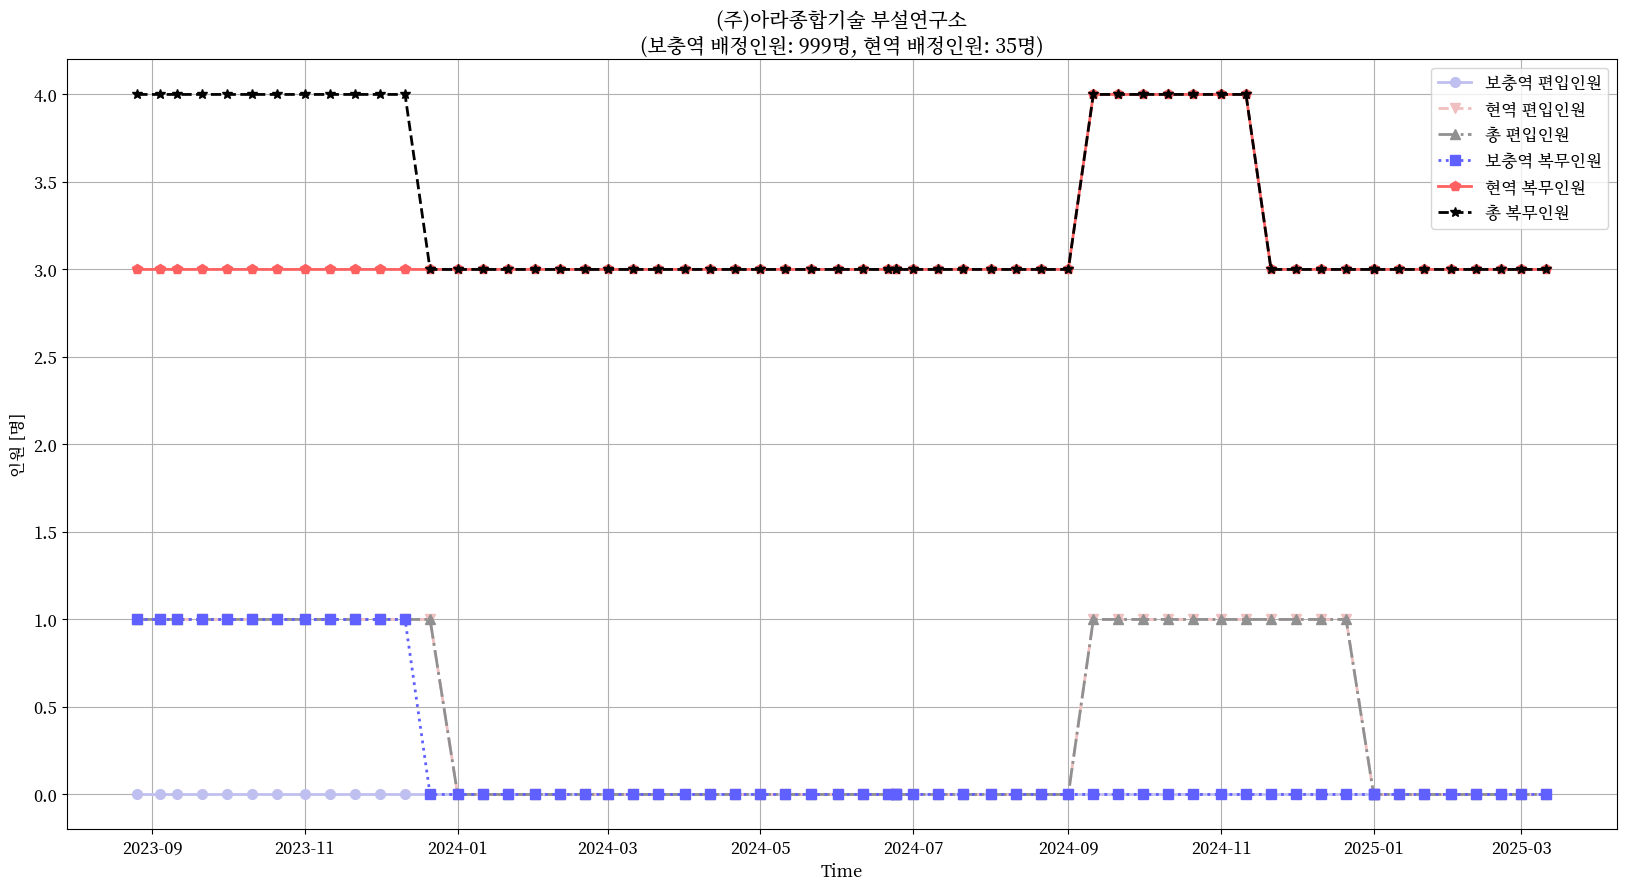 (주)아라종합기술 부설연구소
(보충역 배정인원: 999명, 현역 배정인원: 35명)
보충역 편입인원
현역 편입인원
총 편입인원
보충역 복무인원
현역 복무인원
총 복무인원
4.0
3.5
3.0
2.5
2.0
1.5
1.0
0.5
0.0
인원 [명]
2023-09 2023-11 2024-01 2024-03 2024-05 2024-07 2024-09 2024-11 2025-01 2025-03
Time